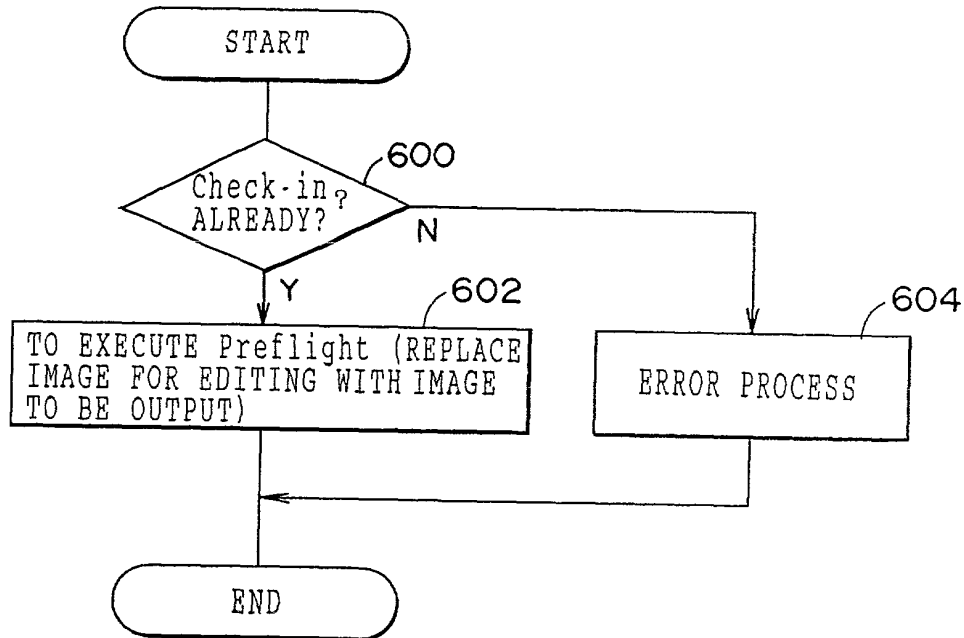 START
600
Check-in?
ALREADY?
N
Y
602
TO EXECUTE Preflight (REPLACE
IMAGE FOR EDITING WITH IMAGE
TO BE OUTPUT)
604
ERROR PROCESS
END